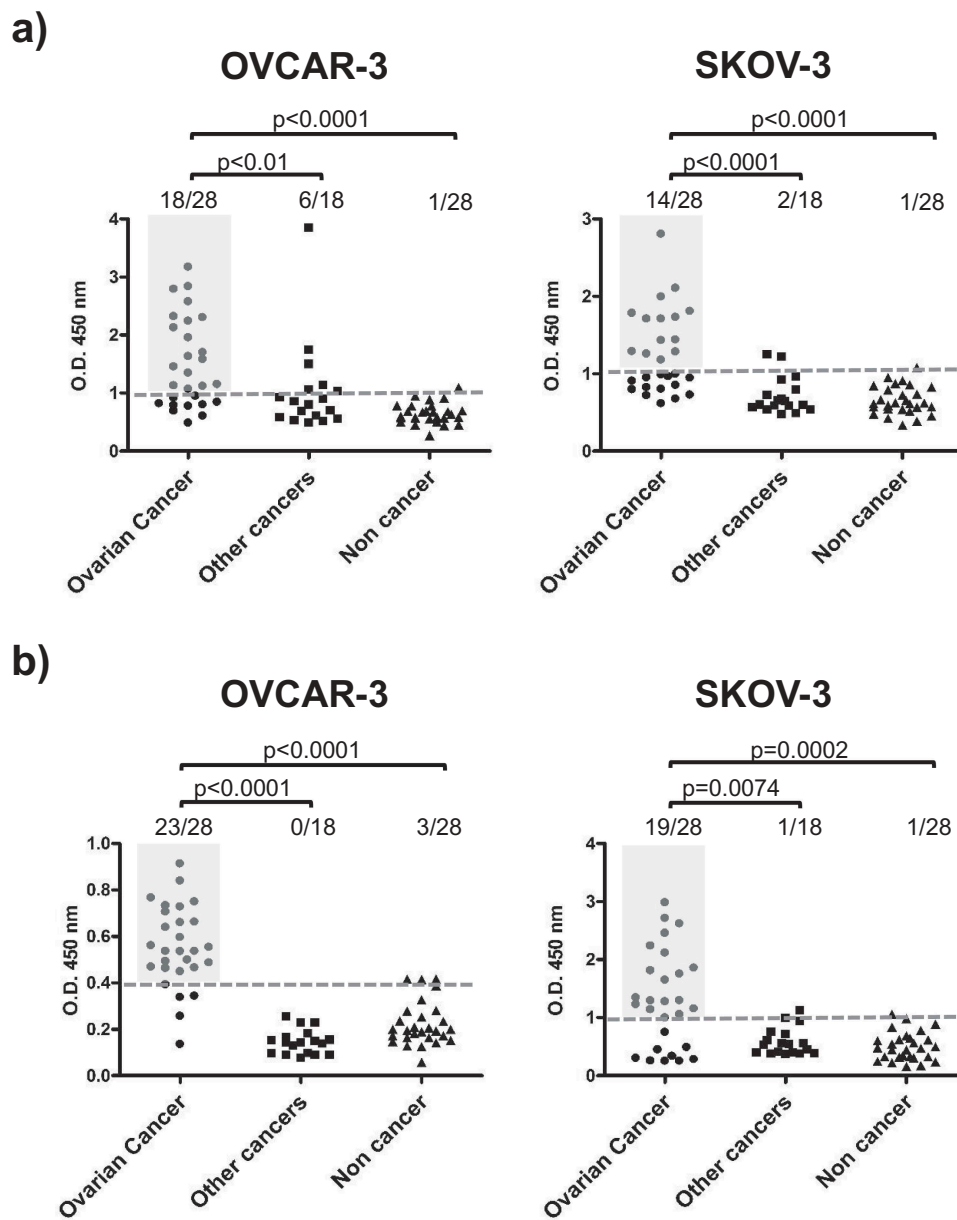 a)
OVCAR-3
p<0.0001
p<0.01
18/28 6/18 1/28
4
3
2
1
0
O.D. 450 nm
Ovarian Cancer
Other cancers
Non cancer
SKOV-3
p<0.0001
p<0.0001
14/28 2/18 1/28
3
2
1
0
O.D. 450 nm
Ovarian Cancer
Other cancers
Non cancer
b)
OVCAR-3
p<0.0001
p<0.0001
23/28 0/18 3/28
1.0
0.8
0.6
0.4
0.2
0.0
O.D. 450 nm
Ovarian Cancer
Other cancers
Non cancer
SKOV-3
p=0.0002
p=0.0074
19/28 1/18 1/28
4
3
2
1
0
O.D. 450 nm
Ovarian Cancer
Other cancers
Non cancer